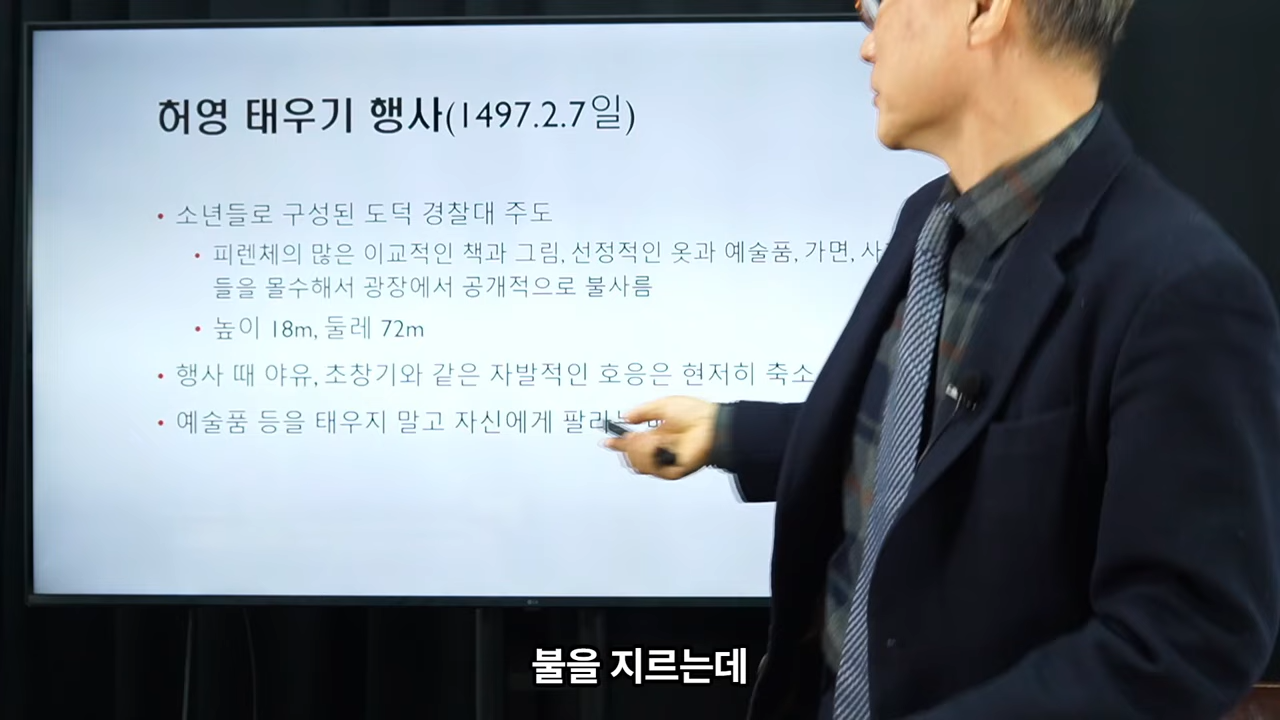 허영 태우기 행사(1497.2.7일)
• 소년들로 구성된 도덕 경찰대 주도
• 피렌체의 많은 이교적인 책과 그림, 선정적인 옷과 예술품, 가면,
들을 몰수해서 광장에서 공개적으로 불사름
• 높이 18m, 둘레 72m
• 행사 때 야유, 초창기와 같은 자발적인 호응은 현저히 축소
• 예술품 등을 태우지 말고 자신에게
LG
불을 지르는데